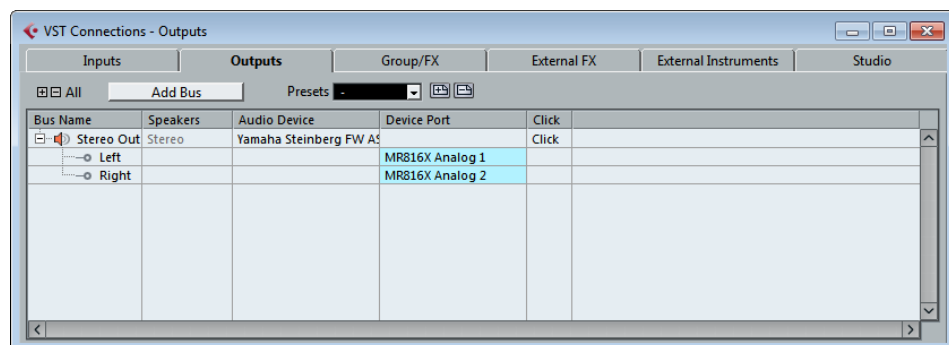 VST Connections - Outputs
Inputs Outputs Group/FX External FX External Instruments Studio
All Add Bus Presets -
Bus Name Speakers Audio Device Device Port Click
Stereo Out Stereo Yamaha Steinberg FW AS Click
Left MR816X Analog 1
Right MR816X Analog 2